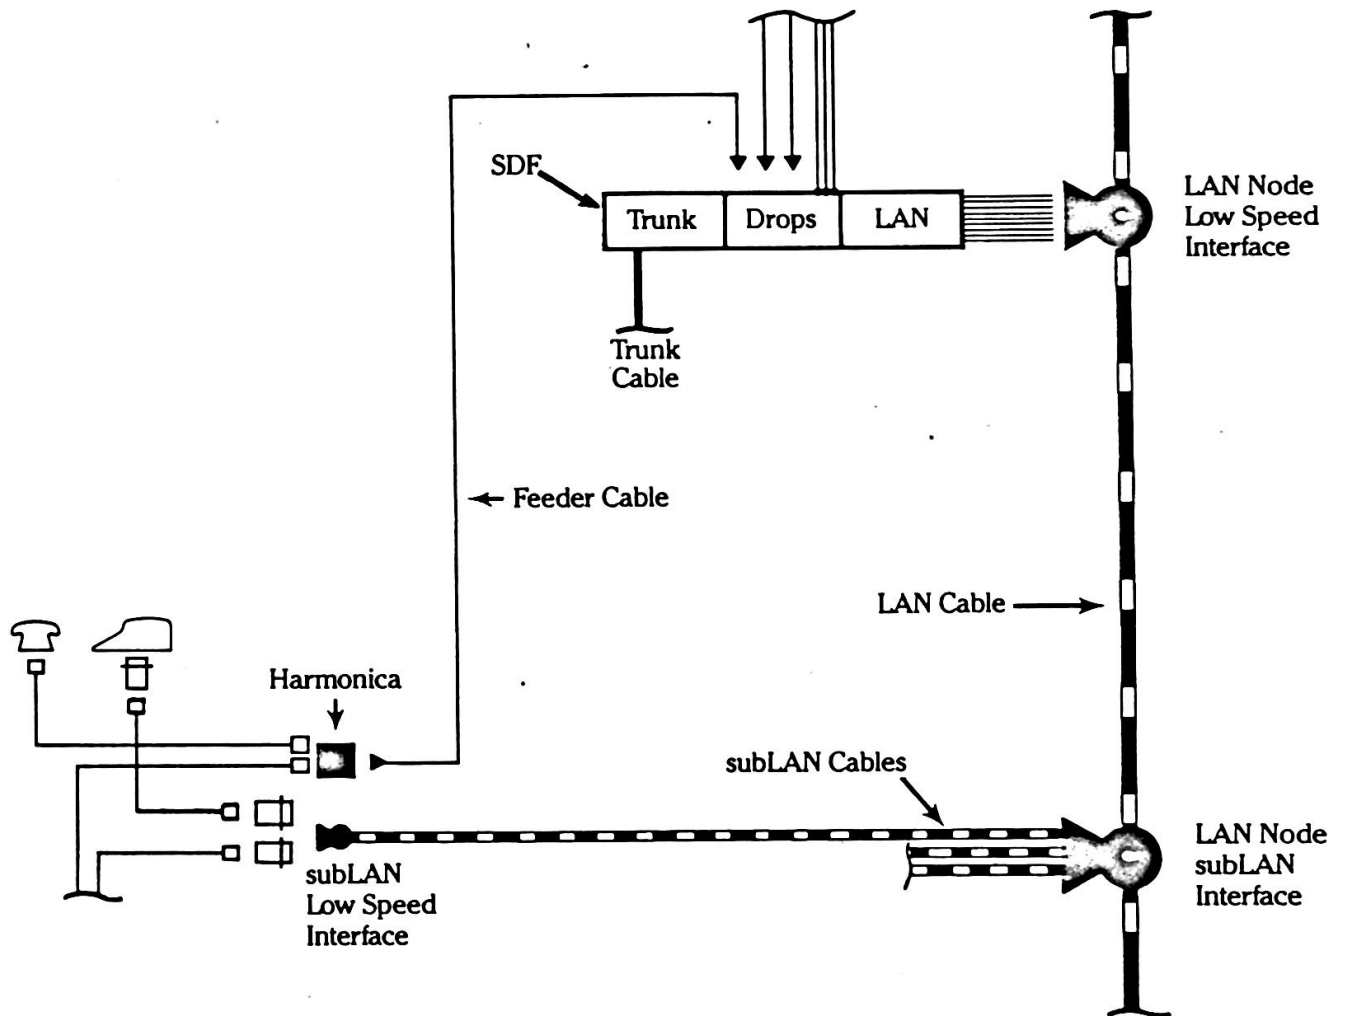 SDF
Trunk
Drops
LAN
LAN Node
Low Speed
Interface
Trunk
Cable
Feeder Cable
LAN Cable
Harmonica
subLAN Cables
subLAN
Low Speed
Interface
LAN Node
subLAN
Interface